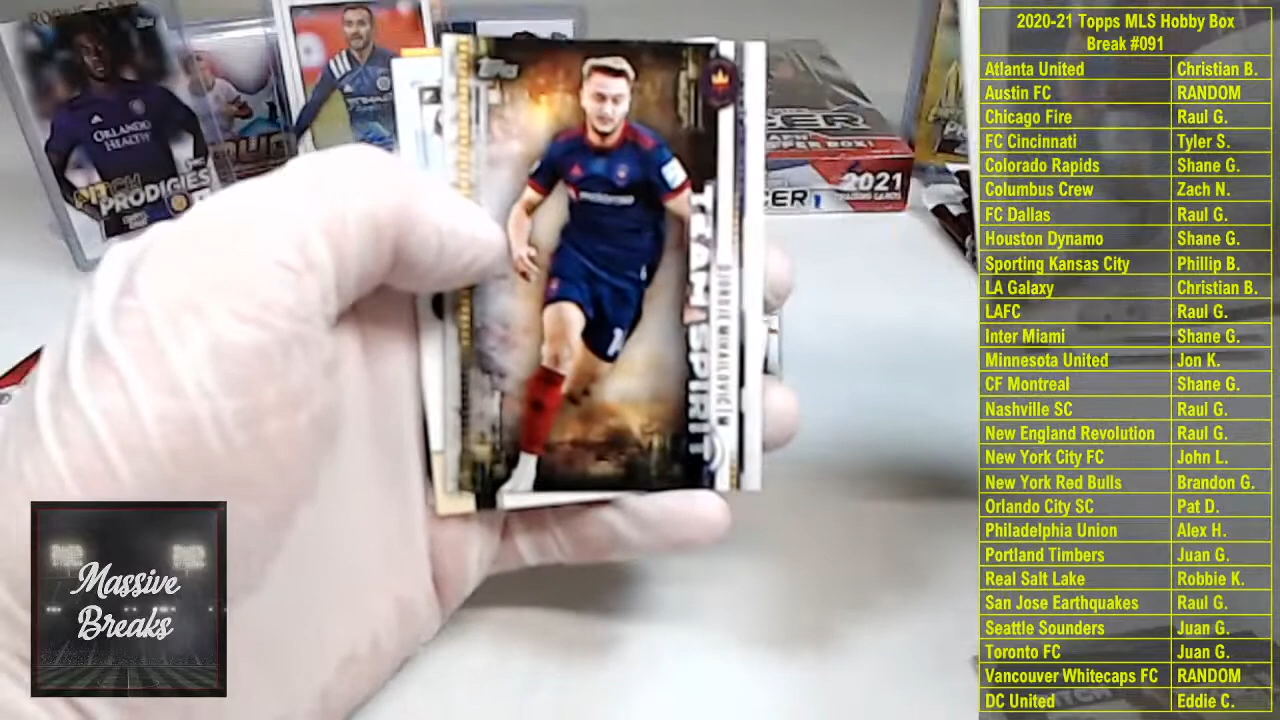 2020-21 Topps MLS Hobby Box
Break #091
Atlanta United Christian B.
Austin FC RANDOM
Chicago Fire Raul G.
FC Cincinnati Tyler S.
Colorado Rapids Shane G.
Columbus Crew Zach N.
FC Dallas Raul G.
Houston Dynamo Shane G.
Sporting Kansas City Phillip B.
LA Galaxy Christian B.
LAFC Raul G.
Inter Miami Shane G.
Minnesota United Jon K.
CF Montreal Shane G.
Nashville SC Raul G.
New England Revolution Raul G.
New York City FC John L.
New York Red Bulls Brandon G.
Orlando City SC Pat D.
Philadelphia Union Alex H.
Portland Timbers Juan G.
Real Salt Lake Robbie K.
San Jose Earthquakes Raul G.
Seattle Sounders Juan G.
Toronto FC Juan G.
Vancouver Whitecaps FC RANDOM
DC United Eddie C.
Topps
TEAM SPIRIT
DJORDJE MIHAILOVIC | M
ORLANDO
HEALTH
PITCH
PRODIGIES
2021
Massive
Breaks